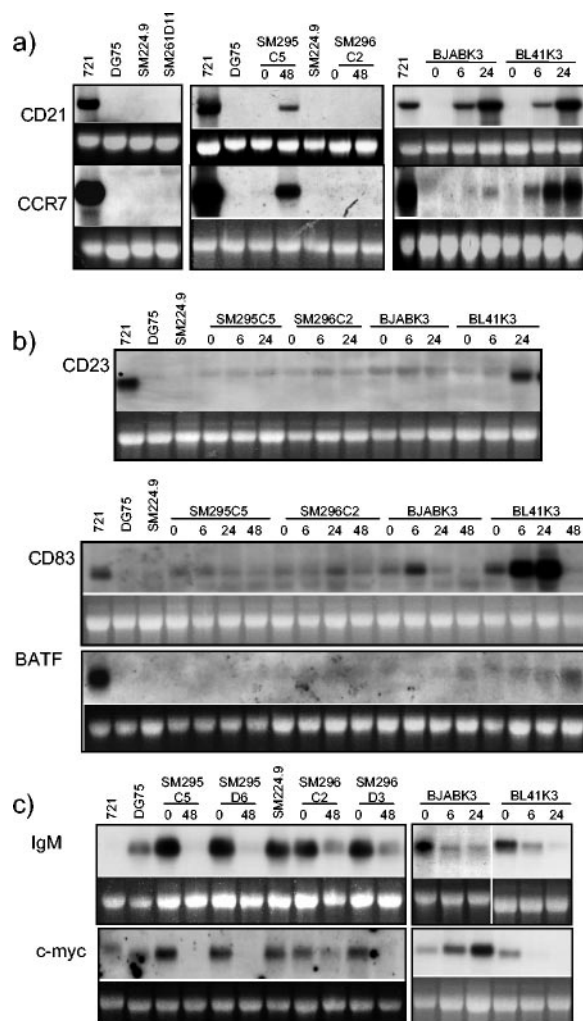 a)
721 DG75 SM224.9 SM261D11
721 DG75 SM295 C5 SM224.9 SM296 C2
0 48 0 48
721 BJABK3 BL41K3
0 6 24 0 6 24
CD21
CCR7
b)
721 DG75 SM224.9 SM295C5 SM296C2 BJABK3 BL41K3
0 6 24 0 6 24 0 6 24 0 6 24
CD23
721 DG75 SM224.9 SM295C5 SM296C2 BJABK3 BL41K3
0 6 24 48 0 6 24 48 0 6 24 48 0 6 24 48
CD83
BATF
c)
721 DG75 SM295 C5 SM295 D6 SM224.9 SM296 C2 SM296 D3
0 48 0 48 0 48 0 48
BJABK3 BL41K3
0 6 24 0 6 24
IgM
c-myc